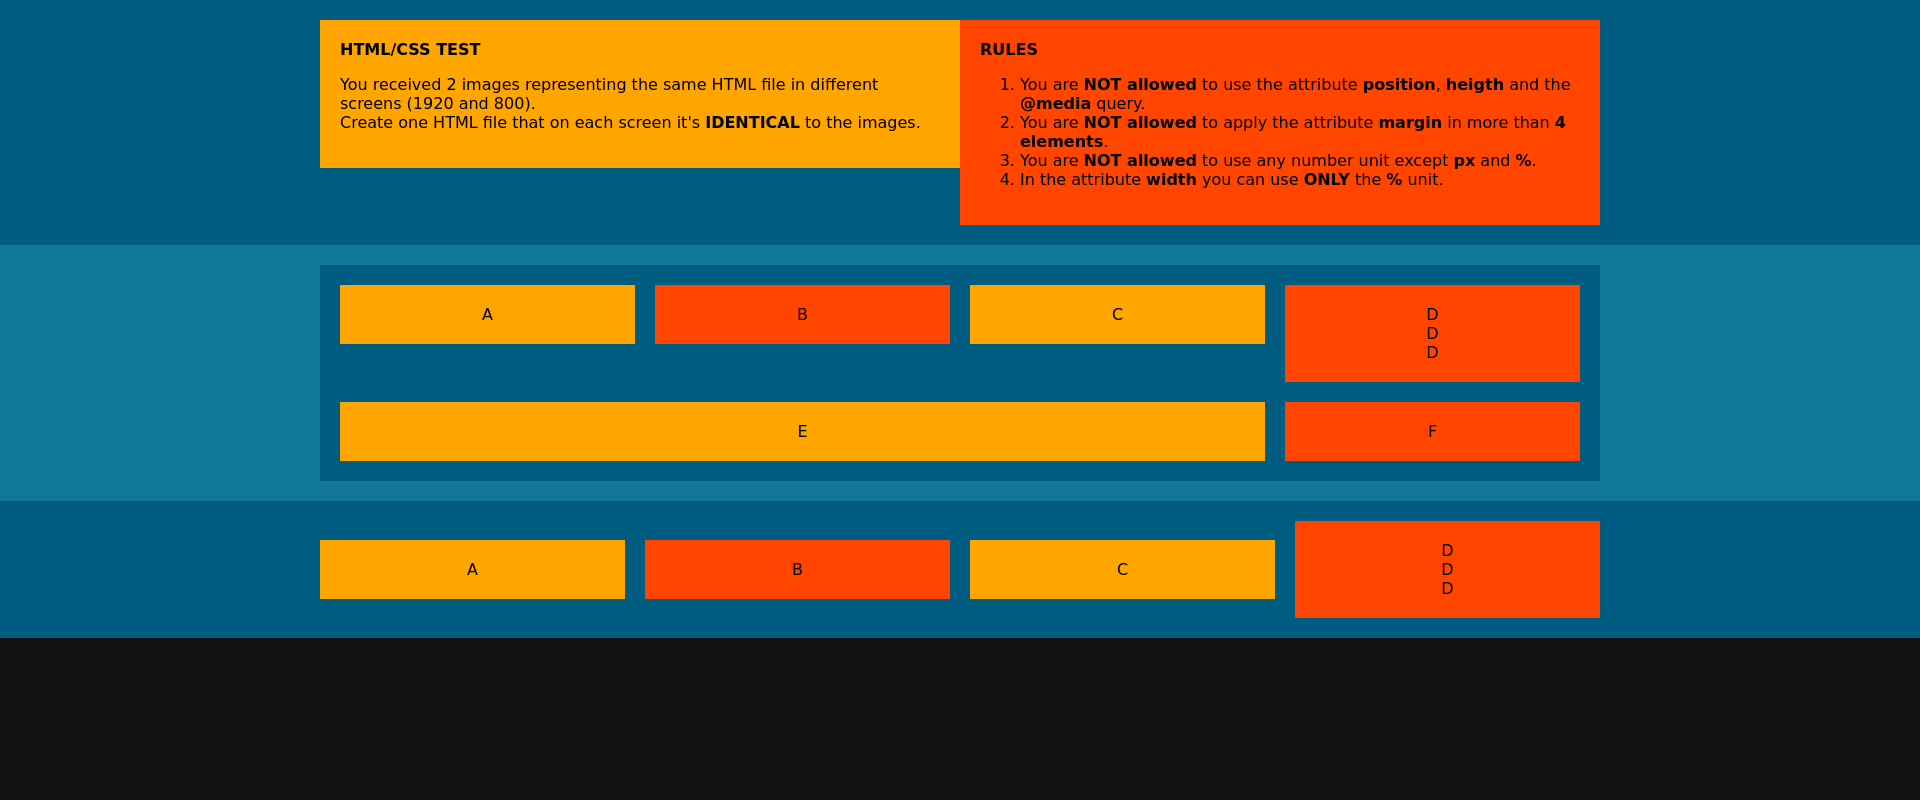 HTML/CSS TEST
You received 2 images representing the same HTML file in different
screens (1920 and 800).
Create one HTML file that on each screen it's IDENTICAL to the images.
RULES
1. You are NOT allowed to use the attribute position, heigth and the
@media query.
2. You are NOT allowed to apply the attribute margin in more than 4
elements.
3. You are NOT allowed to use any number unit except px and %.
4. In the attribute width you can use ONLY the % unit.
A
B
C
D
D
D
E
F
A
B
C
D
D
D